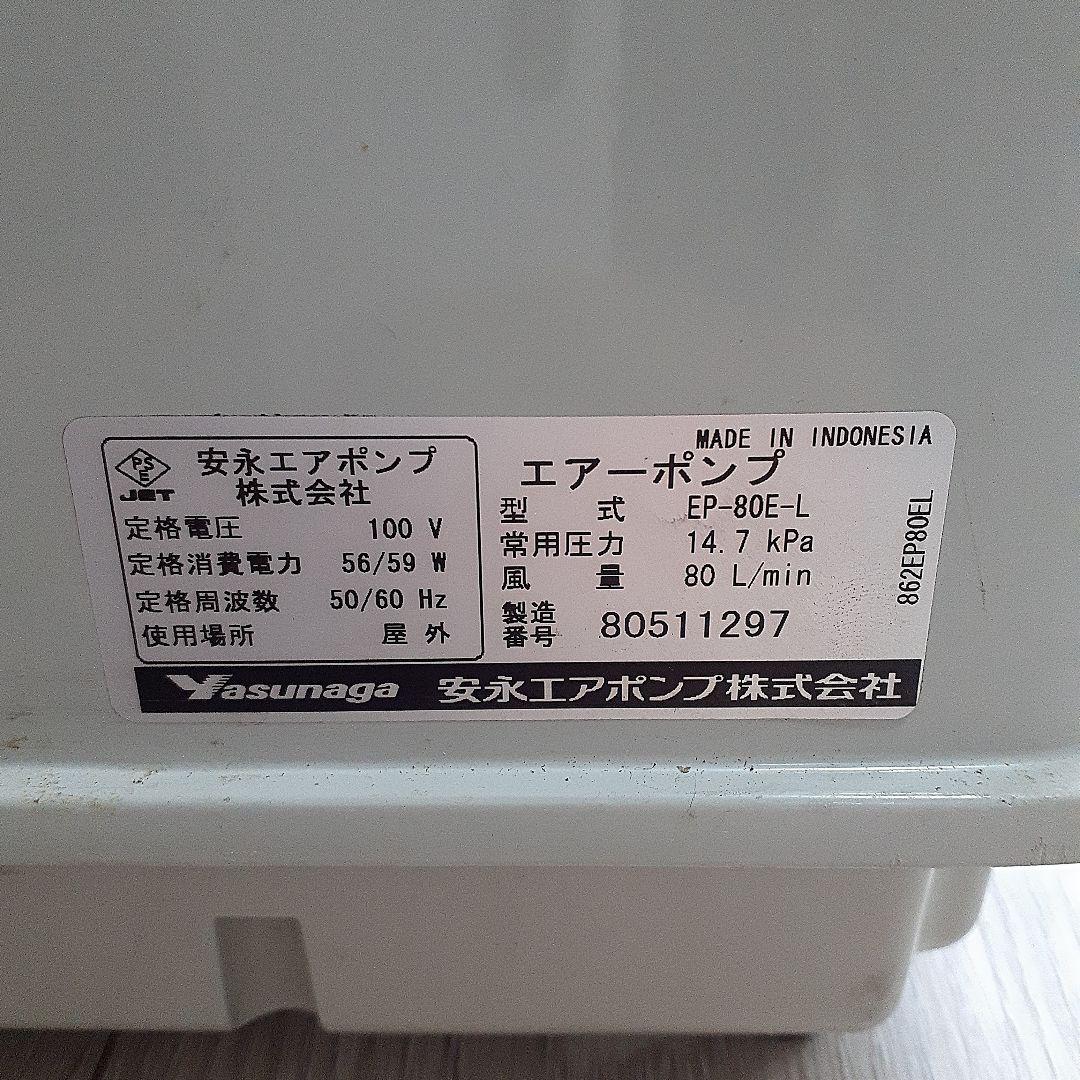 PSE
JET
安永エアポンプ
株式会社
定格電圧 100 V
定格消費電力 56/59 W
定格周波数 50/60 Hz
使用場所 屋外
MADE IN INDONESIA
エアーポンプ
型式 EP-80E-L
常用圧力 14.7 kPa
風量 80 L/min
製造番号 80511297
862EP80EL
Yasunaga 安永エアポンプ株式会社